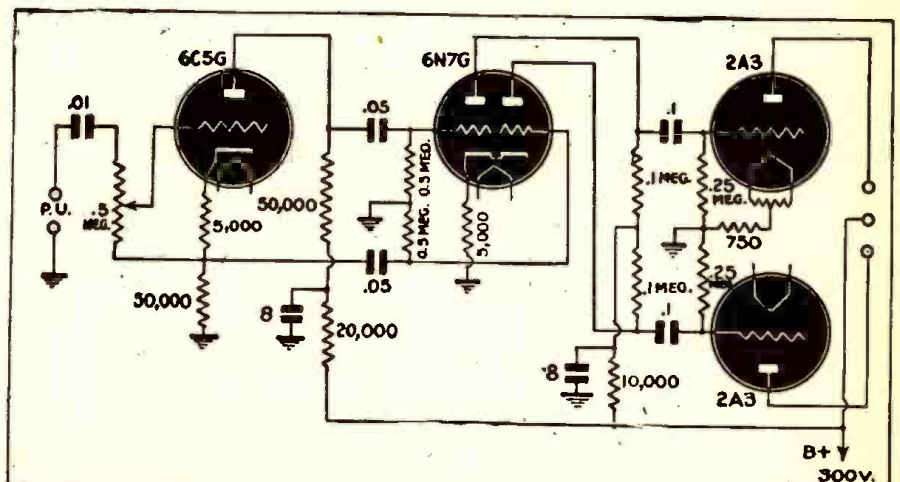 6C5G
6N7G
2A3
.01
.05
.1
P.U.
.5
MEG.
5,000
50,000
0.5 MEG.
0.5 MEG.
5,000
.1 MEG.
.25
MEG.
750
50,000
.05
8
20,000
.1 MEG.
.25
.1
8
10,000
2A3
B+
300V.